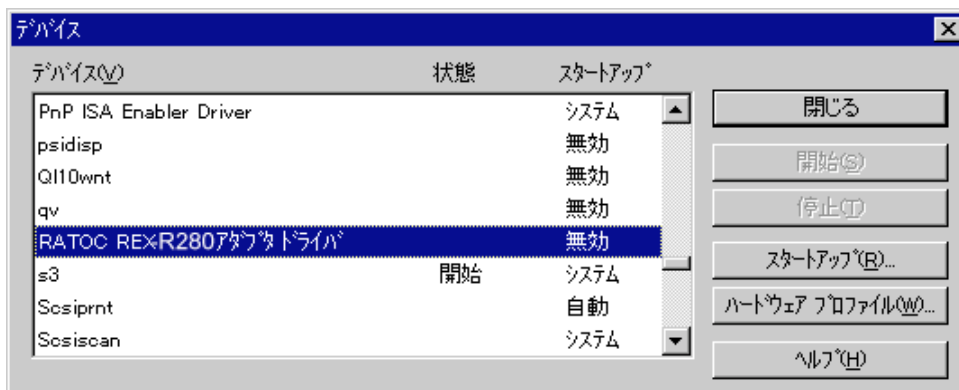 ﾃﾞﾊﾞｲｽ
ﾃﾞﾊﾞｲｽ(V) 状態 ｽﾀｰﾄｱｯﾌﾟ
PnP ISA Enabler Driver ｼｽﾃﾑ
psidisp 無効
Ql10wnt 無効
qv 無効
RATOC REX-R280ｱﾀﾞﾌﾟﾀ ﾄﾞﾗｲﾊﾞ 無効
s3 開始 ｼｽﾃﾑ
Scsiprnt 自動
Scsiscan ｼｽﾃﾑ
閉じる
開始(S)
停止(T)
ｽﾀｰﾄｱｯﾌﾟ(R)...
ﾊｰﾄﾞｳｪｱ ﾌﾟﾛﾌｧｲﾙ(W)...
ﾍﾙﾌﾟ(H)